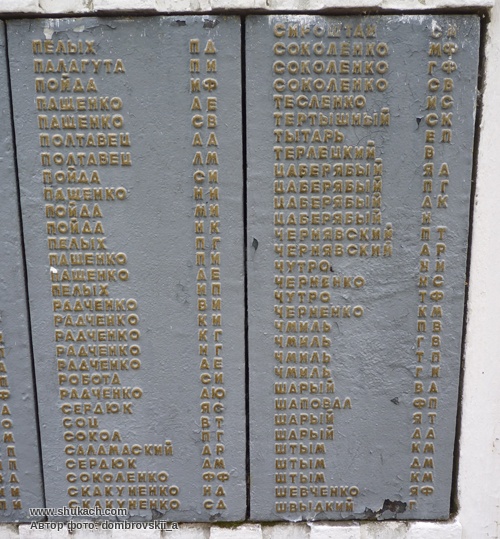 ПЕЛЫХ П Д
ПАЛАГУТА П И
ПОЙДА И Ф
ПАЩЕНКО А Е
ПАЩЕНКО С В
ПОЛТАВЕЦ А А
ПОЛТАВЕЦ Л М
ПОЙДА С И
ПАЩЕНКО И И
ПОЙДА М И
ПОЙДА И К
ПЕЛЫХ П Г
ПАЩЕНКО П И
ПАЩЕНКО А Е
ПЕЛЫХ И П
РАДЧЕНКО В И
РАДЧЕНКО К И
РАДЧЕНКО К Г
РАДЧЕНКО И Г
РАДЧЕНКО А Е
РОБОТА С И
РАДЧЕНКО А Ю
СЕРДЮК Я С
СОЦ В Т
СОКОЛ П Г
САЛАМАСКИЙ А Р
СЕРДЮК Д М
СОКОЛЕНКО Ф Ф
СКАКУНЕНКО И Д
СКАКУНЕНКО С Д
СИРОШТАН
СОКОЛЕНКО М Ф
СОКОЛЕНКО Г Ф
СОКОЛЕНКО С В
ТЕСЛЕНКО И С
ТЕРТЫШНЫЙ С К
ТЫТАРЬ Е П
ТЕРЛЕЦКИЙ В
ЦАБЕРЯБЫЙ Я А
ЦАБЕРЯБЫЙ П Г
ЦАБЕРЯБЫЙ Д К
ЦАБЕРЯБЫЙ И
ЧЕРНЯВСКИЙ П Т
ЧЕРНЯВСКИЙ А Р
ЧУТРО И И
ЧЕРНЕНКО И С
ЧУТРО Т Ф
ЧЕРНЕНКО К М
ЧМИЛЬ П В
ЧМИЛЬ Г В
ЧМИЛЬ Т П
ЧМИЛЬ Г И
ШАРЫЙ В А
ШАПОВАЛ Ф П
ШАРЫЙ Я Т
ШАРЫЙ Д А
ШТЫМ К М
ШТЫМ Д М
ШТЫМ К М
ШЕВЧЕНКО Я Ф
ШВЫДКИЙ П
www.shukach.com
Автор фото: dombrovskij_a